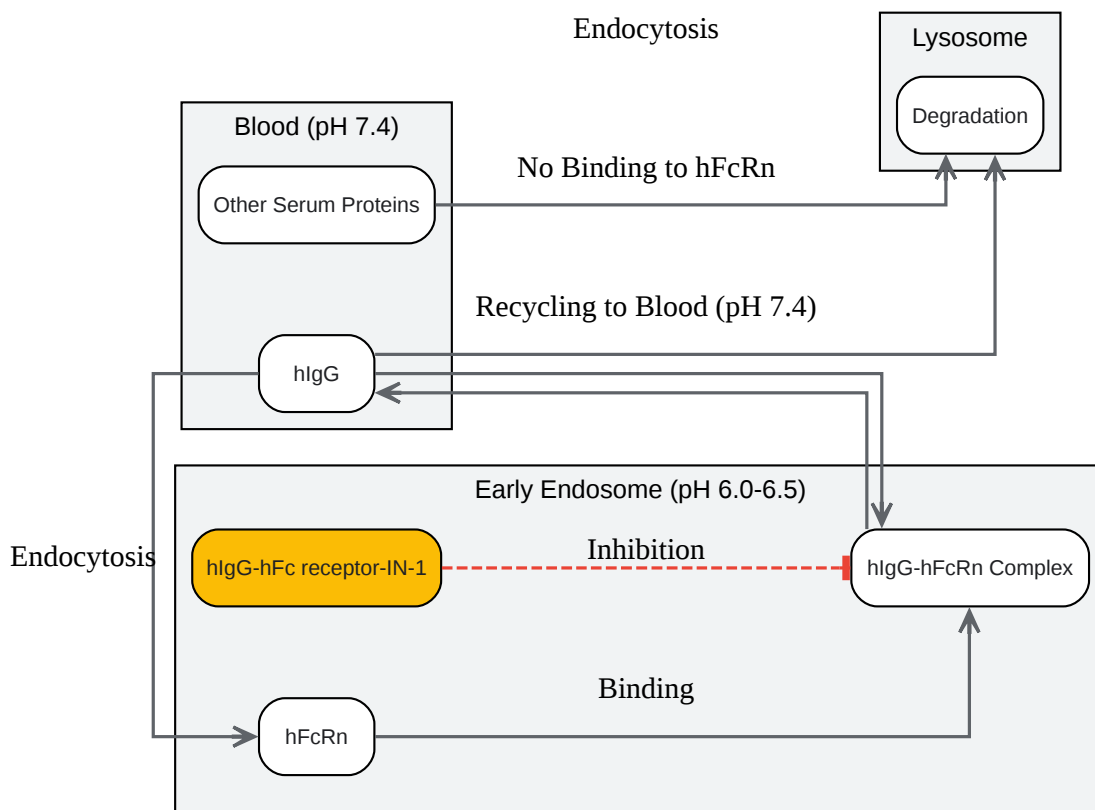 Endocytosis
Lysosome
Degradation
Blood (pH 7.4)
Other Serum Proteins
No Binding to hFcRn
Recycling to Blood (pH 7.4)
hIgG
Early Endosome (pH 6.0-6.5)
Endocytosis
hIgG-hFc receptor-IN-1
Inhibition
hIgG-hFcRn Complex
Binding
hFcRn